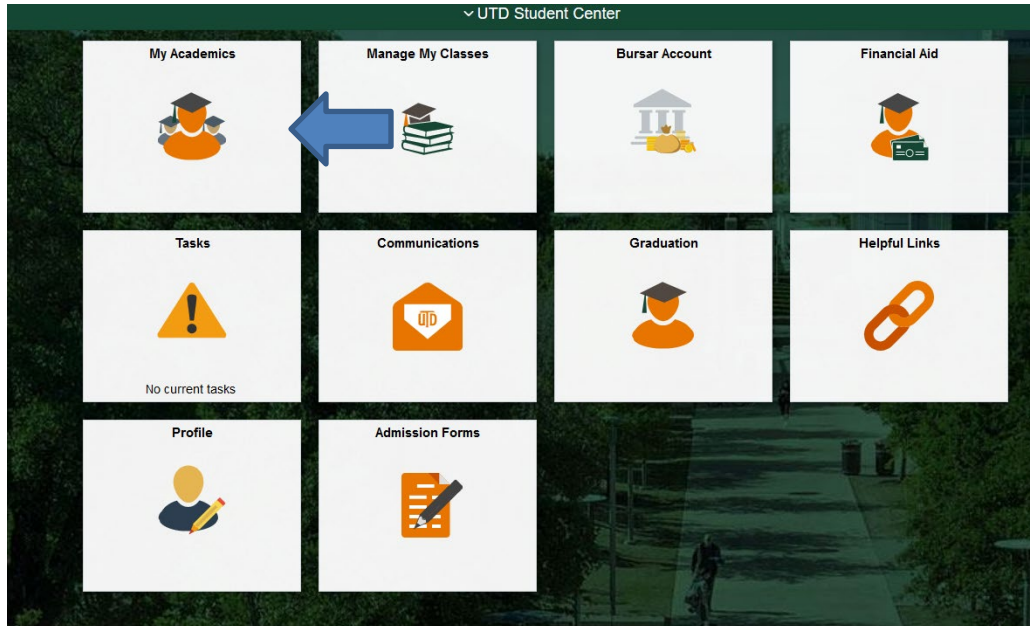 UTD Student Center
My Academics
Manage My Classes
Bursar Account
Financial Aid
Tasks
No current tasks
Communications
UTD
Graduation
Helpful Links
Profile
Admission Forms